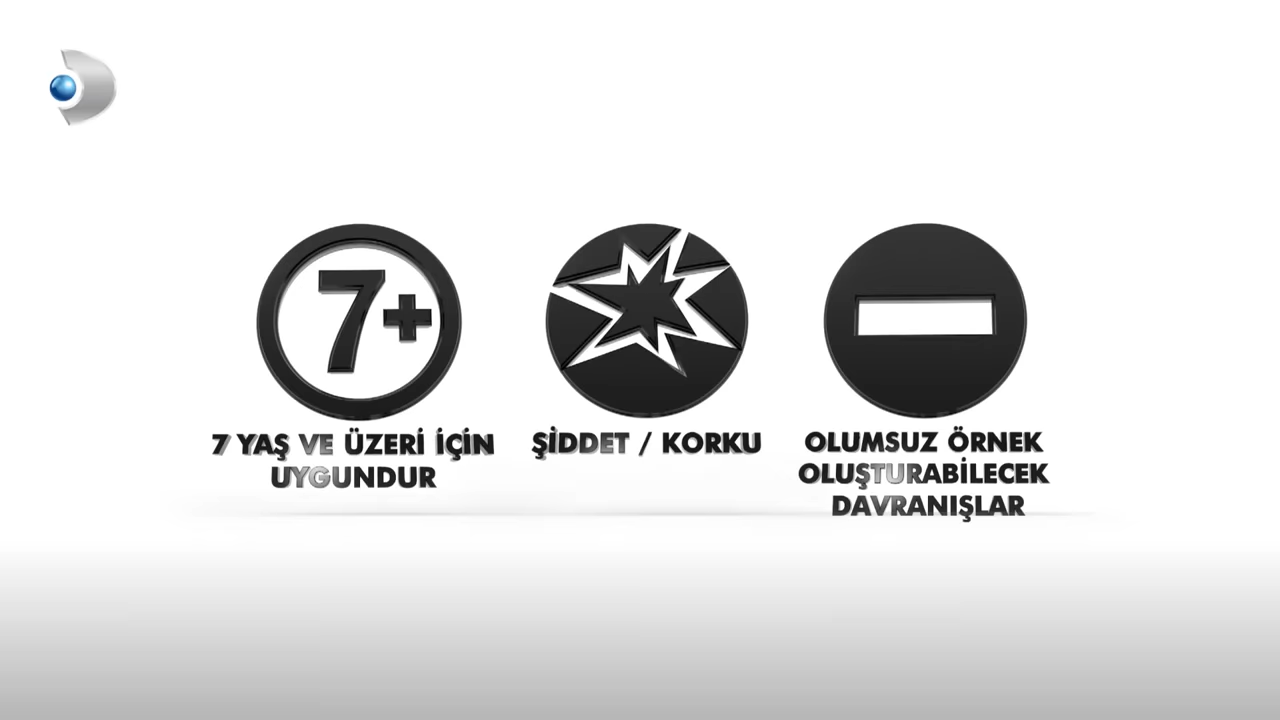 7+
7 YAŞ VE ÜZERİ İÇİN
UYGUNDUR
ŞİDDET / KORKU
OLUMSUZ ÖRNEK
OLUŞTURABİLECEK
DAVRANIŞLAR